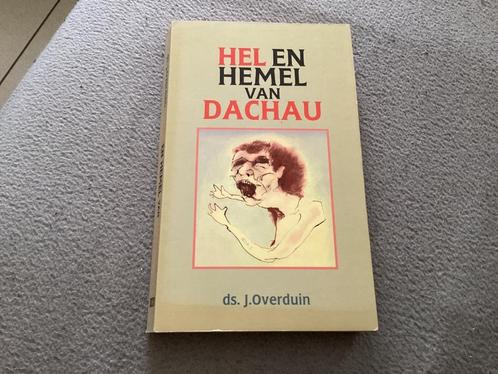 HEL EN
HEMEL
VAN
DACHAU
ds. J.Overduin